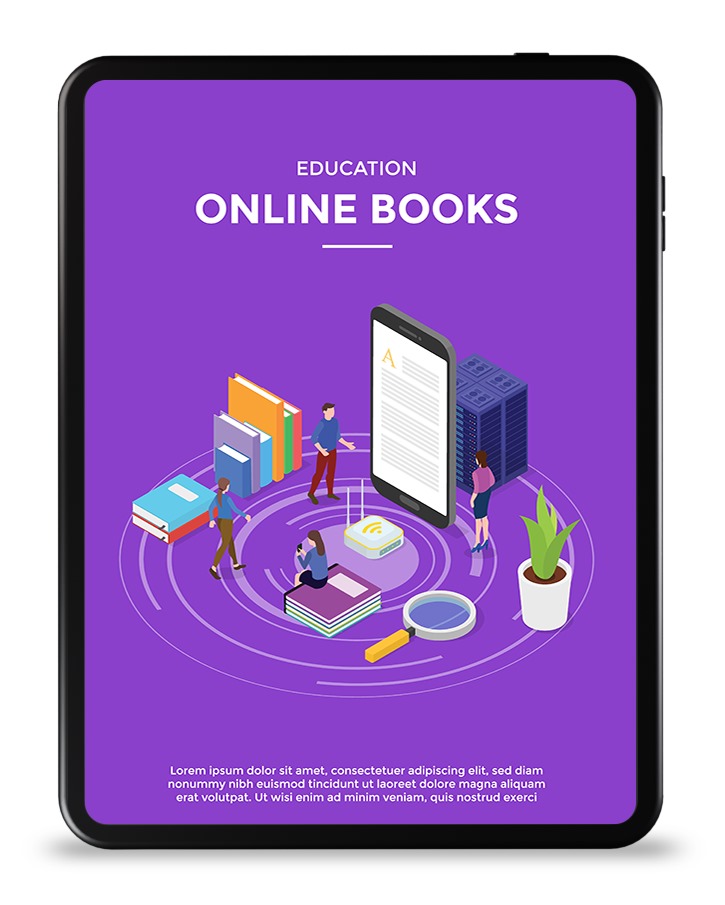 EDUCATION
ONLINE BOOKS
A
Lorem ipsum dolor sit amet, consectetuer adipiscing elit, sed diam
nonummy nibh euismod tincidunt ut laoreet dolore magna aliquam
erat volutpat. Ut wisi enim ad minim veniam, quis nostrud exerci